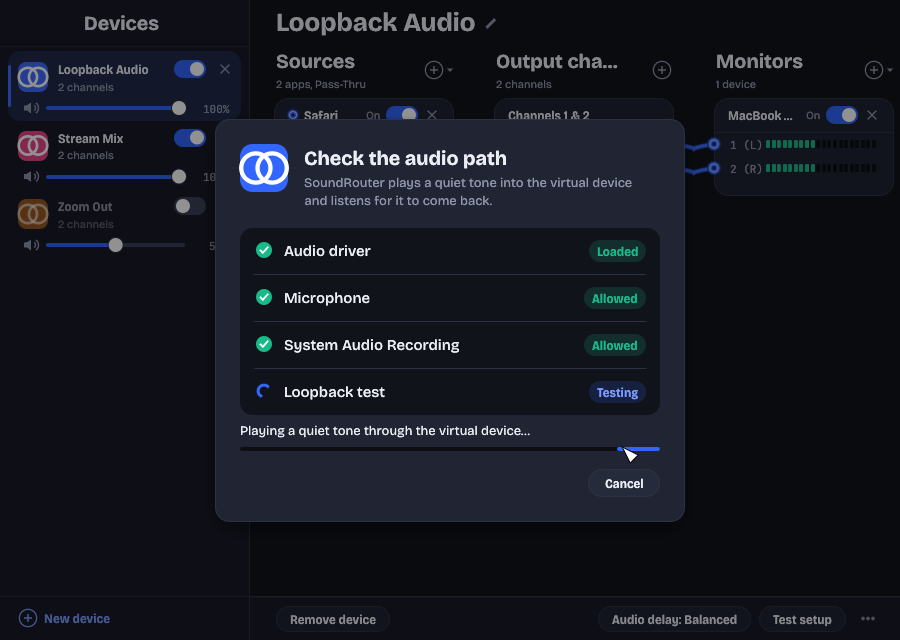 Devices
Loopback Audio
2 channels
100%
Stream Mix
2 channels
10
Zoom Out
2 channels
5
New device
Loopback Audio
Sources
2 apps, Pass-Thru
Output cha...
2 channels
Monitors
1 device
Safari
On
Channels 1 & 2
MacBook ...
On
1 (L)
2 (R)
Check the audio path
SoundRouter plays a quiet tone into the virtual device
and listens for it to come back.
Audio driver
Loaded
Microphone
Allowed
System Audio Recording
Allowed
Loopback test
Testing
Playing a quiet tone through the virtual device...
Cancel
Remove device
Audio delay: Balanced
Test setup